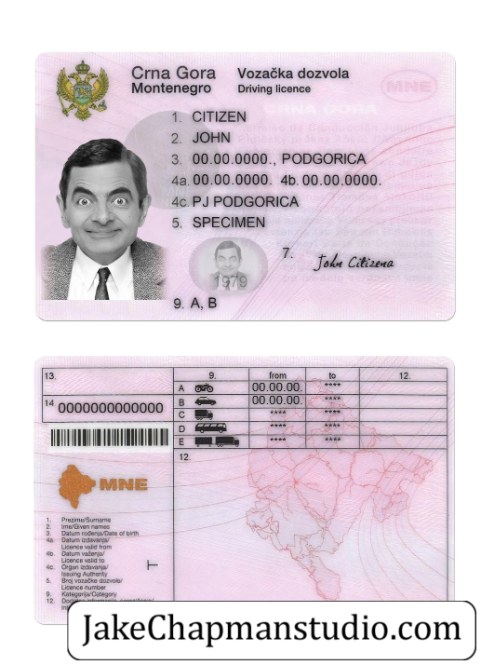 Crna Gora
Montenegro
Vozačka dozvola
Driving licence
MNE
CRNA GORA
1. CITIZEN
2. JOHN
3. 00.00.0000., PODGORICA
4a. 00.00.0000. 4b. 00.00.0000.
4c. PJ PODGORICA
5. SPECIMEN
1979
7. John Citizena
9. A, B
13.
9. from to 12.
A 00.00.00. ****
14 0000000000000
B 00.00.00. ****
C **** ****
D **** ****
E **** ****
12.
MNE
1. Prezime/Surname
2. Ime/Given names
3. Datum rođenja/Date of birth
4a. Datum izdavanja/
Licence valid from
4b. Datum važenja/
Licence valid to
4c. Organ izdavanja/
Issuing Authority
5. Broj vozačke dozvole/
Licence number
9. Kategorija/Category
JakeChapmanstudio.com